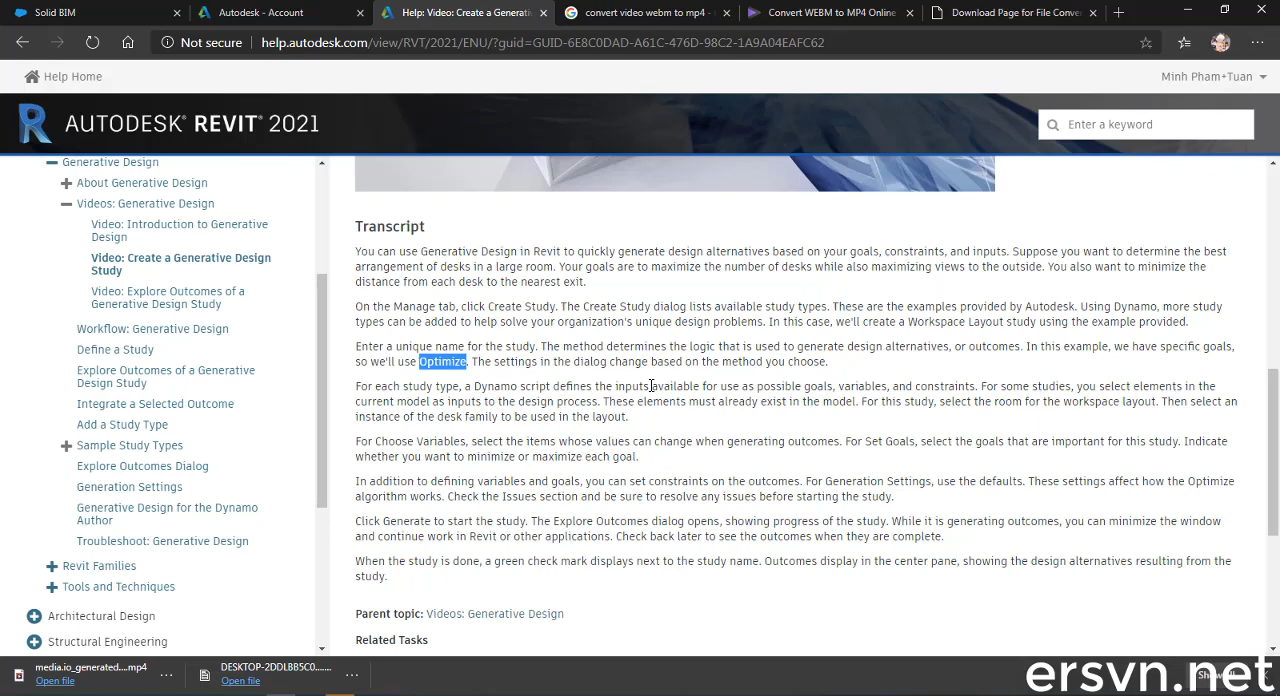 Solid BIM
Autodesk - Account
Help: Video: Create a Generativ
convert video webm to mp4 -
Convert WEBM to MP4 Online
Download Page for File Conver
Not secure
help.autodesk.com/view/RVT/2021/ENU/?guid=GUID-6E8C0DAD-A61C-476D-98C2-1A9A04EAFC62
Help Home
Minh Pham+Tuan
AUTODESK® REVIT® 2021
Enter a keyword
Generative Design
About Generative Design
Videos: Generative Design
Video: Introduction to Generative
Design
Video: Create a Generative Design
Study
Video: Explore Outcomes of a
Generative Design Study
Workflow: Generative Design
Define a Study
Explore Outcomes of a Generative
Design Study
Integrate a Selected Outcome
Add a Study Type
Sample Study Types
Explore Outcomes Dialog
Generation Settings
Generative Design for the Dynamo
Author
Troubleshoot: Generative Design
Revit Families
Tools and Techniques
Architectural Design
Structural Engineering
Transcript
You can use Generative Design in Revit to quickly generate design alternatives based on your goals, constraints, and inputs. Suppose you want to determine the best
arrangement of desks in a large room. Your goals are to maximize the number of desks while also maximizing views to the outside. You also want to minimize the
distance from each desk to the nearest exit.
On the Manage tab, click Create Study. The Create Study dialog lists available study types. These are the examples provided by Autodesk. Using Dynamo, more study
types can be added to help solve your organization's unique design problems. In this case, we'll create a Workspace Layout study using the example provided.
Enter a unique name for the study. The method determines the logic that is used to generate design alternatives, or outcomes. In this example, we have specific goals,
so we'll use Optimize. The settings in the dialog change based on the method you choose.
For each study type, a Dynamo script defines the inputs available for use as possible goals, variables, and constraints. For some studies, you select elements in the
current model as inputs to the design process. These elements must already exist in the model. For this study, select the room for the workspace layout. Then select an
instance of the desk family to be used in the layout.
For Choose Variables, select the items whose values can change when generating outcomes. For Set Goals, select the goals that are important for this study. Indicate
whether you want to minimize or maximize each goal.
In addition to defining variables and goals, you can set constraints on the outcomes. For Generation Settings, use the defaults. These settings affect how the Optimize
algorithm works. Check the Issues section and be sure to resolve any issues before starting the study.
Click Generate to start the study. The Explore Outcomes dialog opens, showing progress of the study. While it is generating outcomes, you can minimize the window
and continue work in Revit or other applications. Check back later to see the outcomes when they are complete.
When the study is done, a green check mark displays next to the study name. Outcomes display in the center pane, showing the design alternatives resulting from the
study.
Parent topic: Videos: Generative Design
Related Tasks
media.io_generated....mp4
Open file
DESKTOP-2DDLBB5C0.......
Open file
ersvn.net